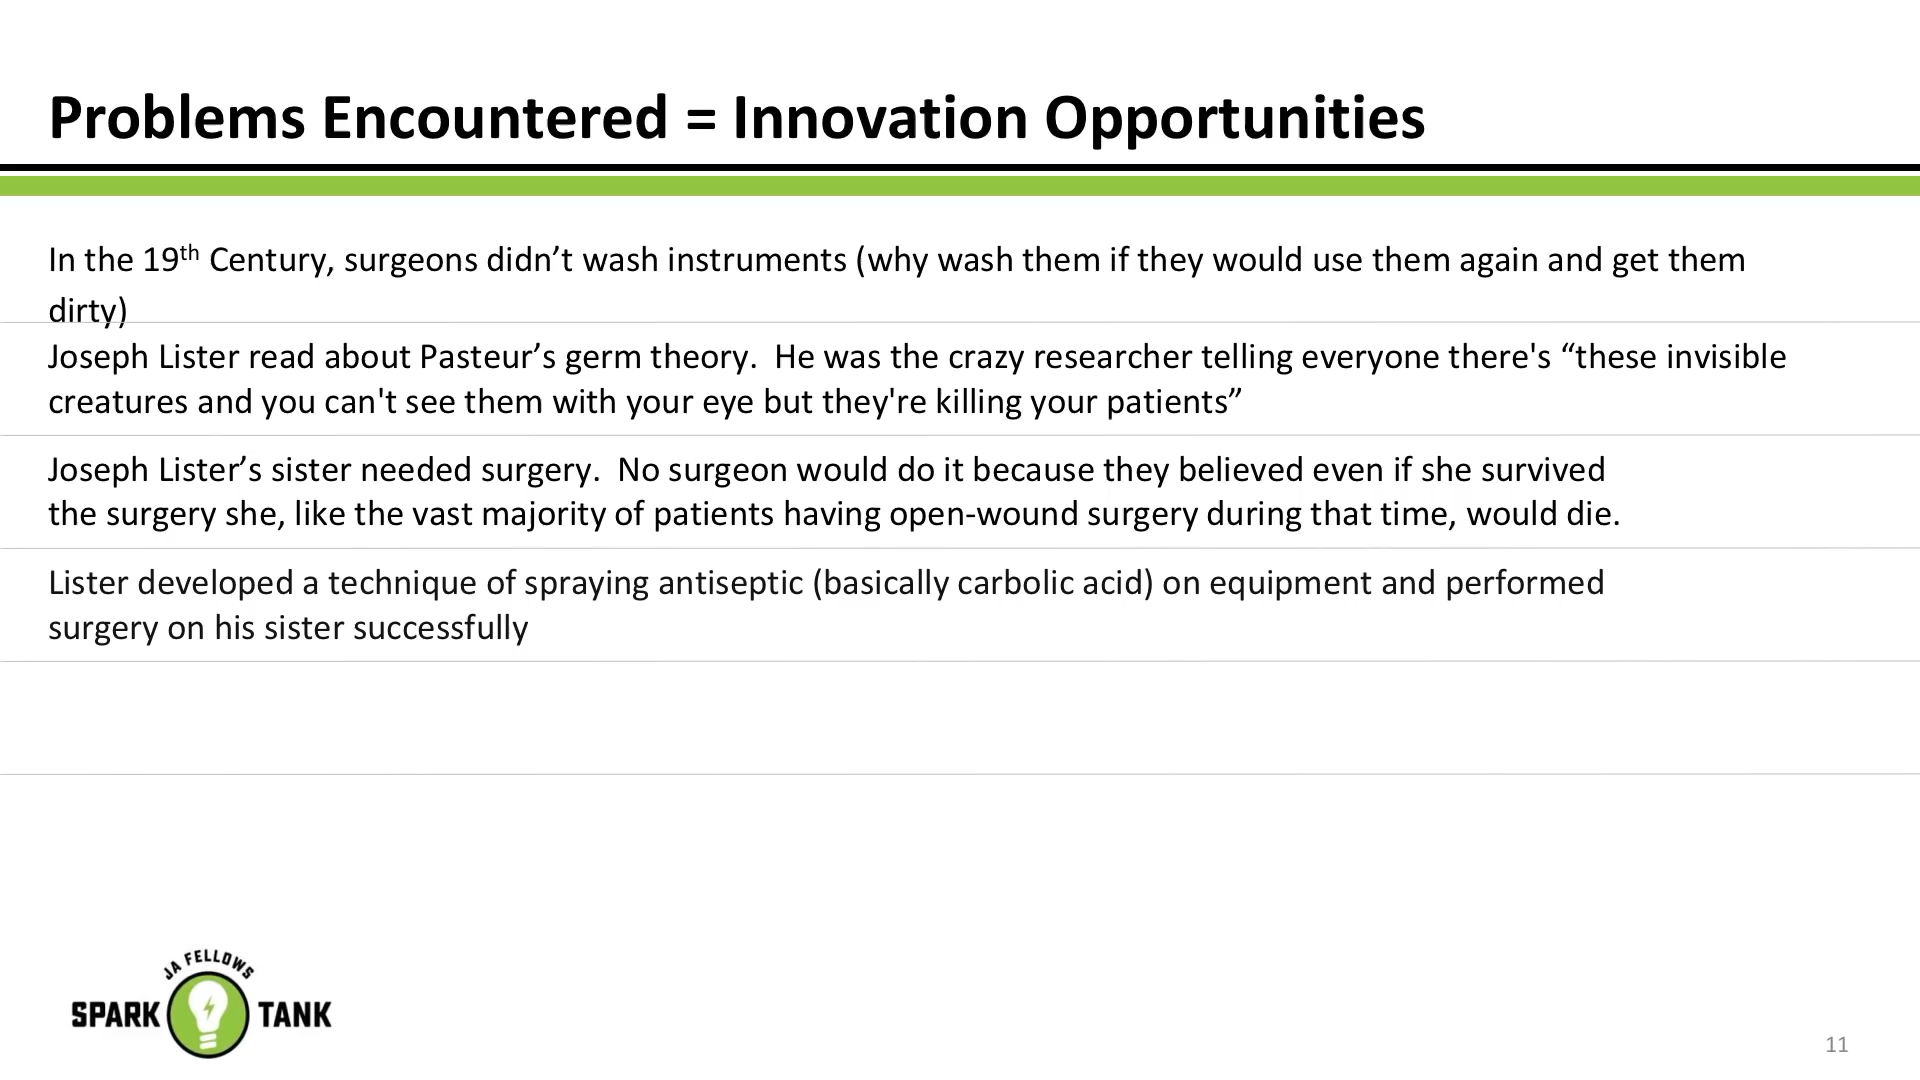 Problems Encountered = Innovation Opportunities
In the 19th Century, surgeons didn’t wash instruments (why wash them if they would use them again and get them
dirty)
Joseph Lister read about Pasteur’s germ theory.  He was the crazy researcher telling everyone there's “these invisible
creatures and you can't see them with your eye but they're killing your patients”
Joseph Lister’s sister needed surgery.  No surgeon would do it because they believed even if she survived
the surgery she, like the vast majority of patients having open-wound surgery during that time, would die.
Lister developed a technique of spraying antiseptic (basically carbolic acid) on equipment and performed
surgery on his sister successfully
JA FELLOWS
SPARK TANK
11